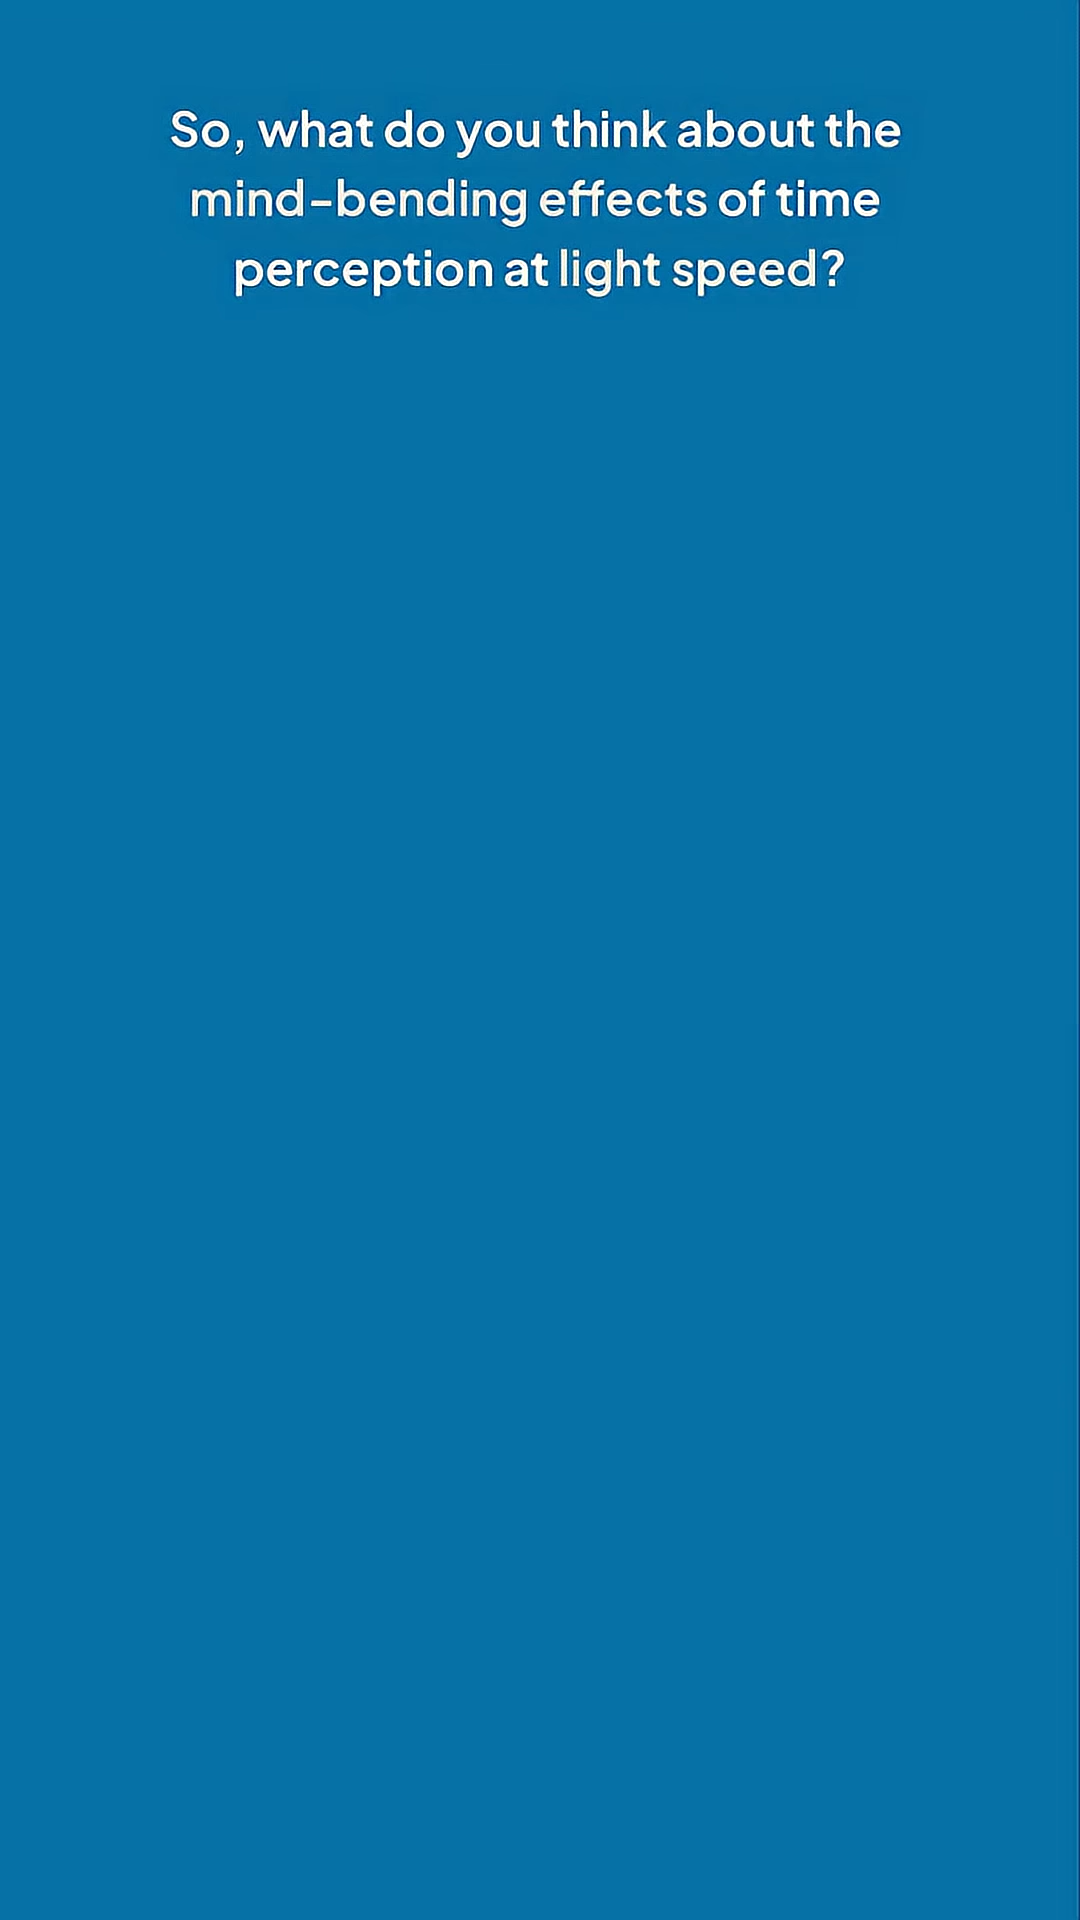 So, what do you think about the
mind-bending effects of time
perception at light speed?